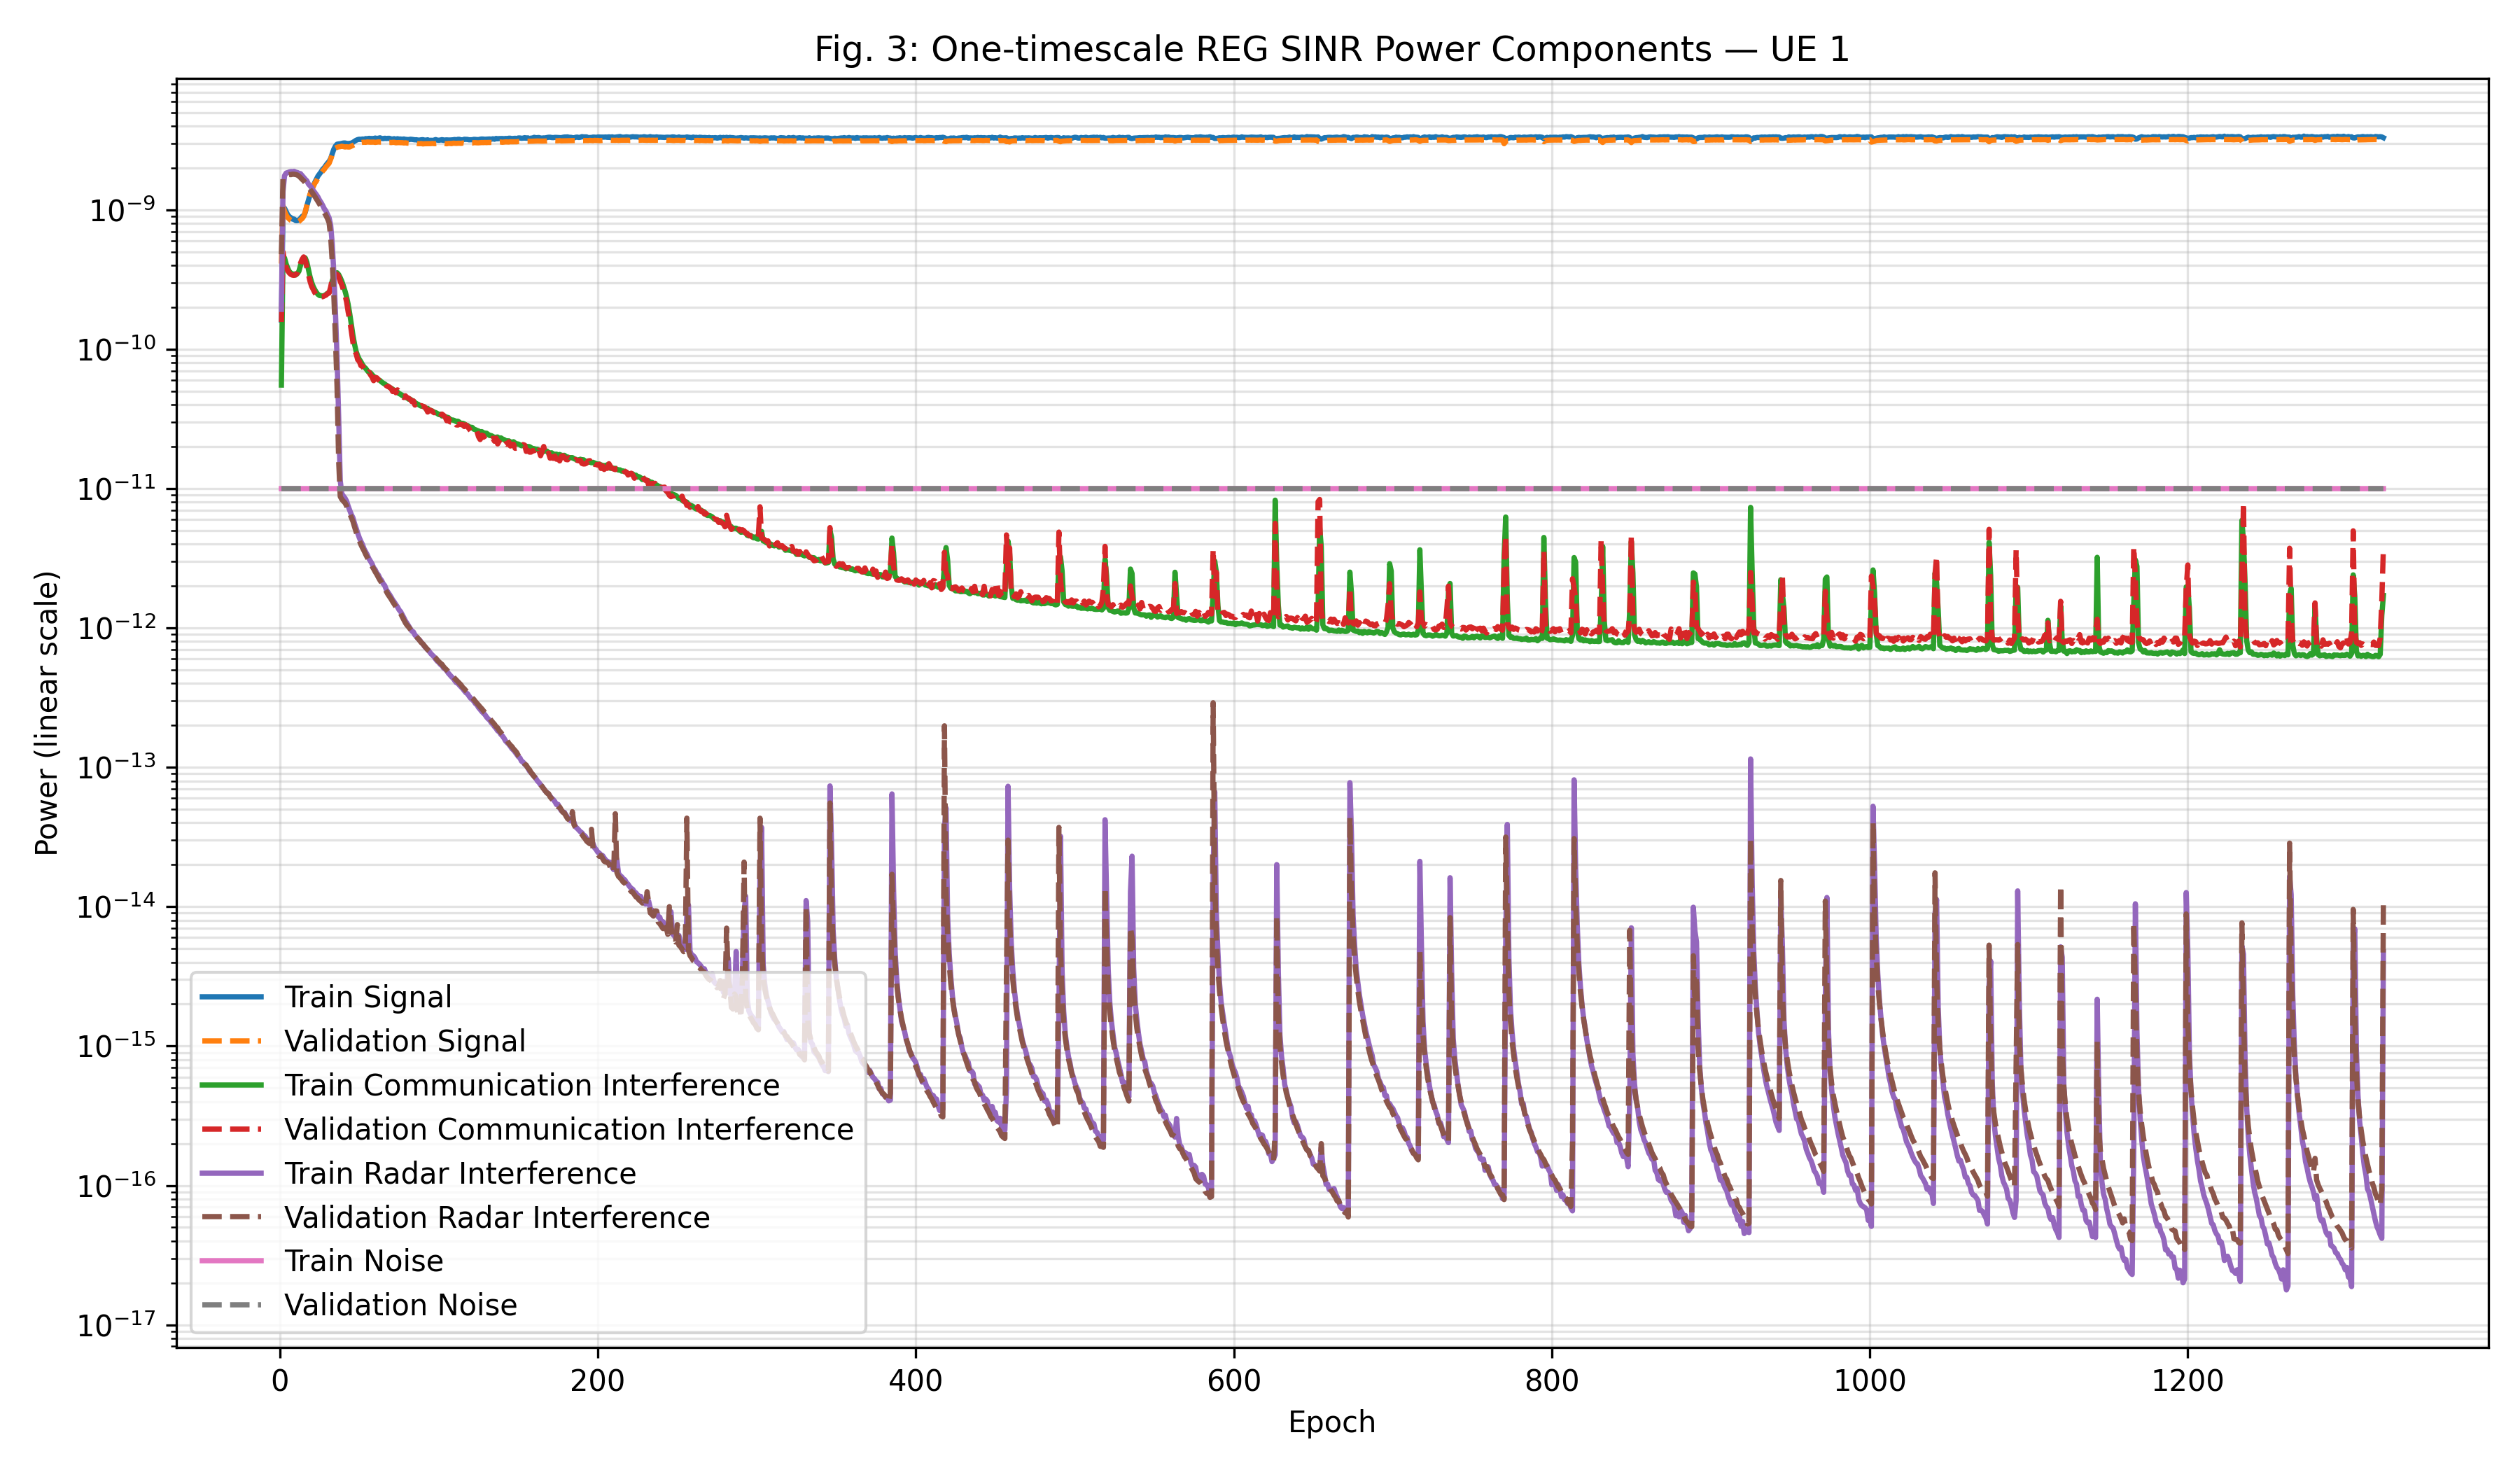 Fig. 3: One-timescale REG SINR Power Components — UE 1
Power (linear scale)
10⁻⁹
10⁻¹⁰
10⁻¹¹
10⁻¹²
10⁻¹³
10⁻¹⁴
10⁻¹⁵
10⁻¹⁶
10⁻¹⁷
Train Signal
Validation Signal
Train Communication Interference
Validation Communication Interference
Train Radar Interference
Validation Radar Interference
Train Noise
Validation Noise
0 200 400 600 800 1000 1200
Epoch